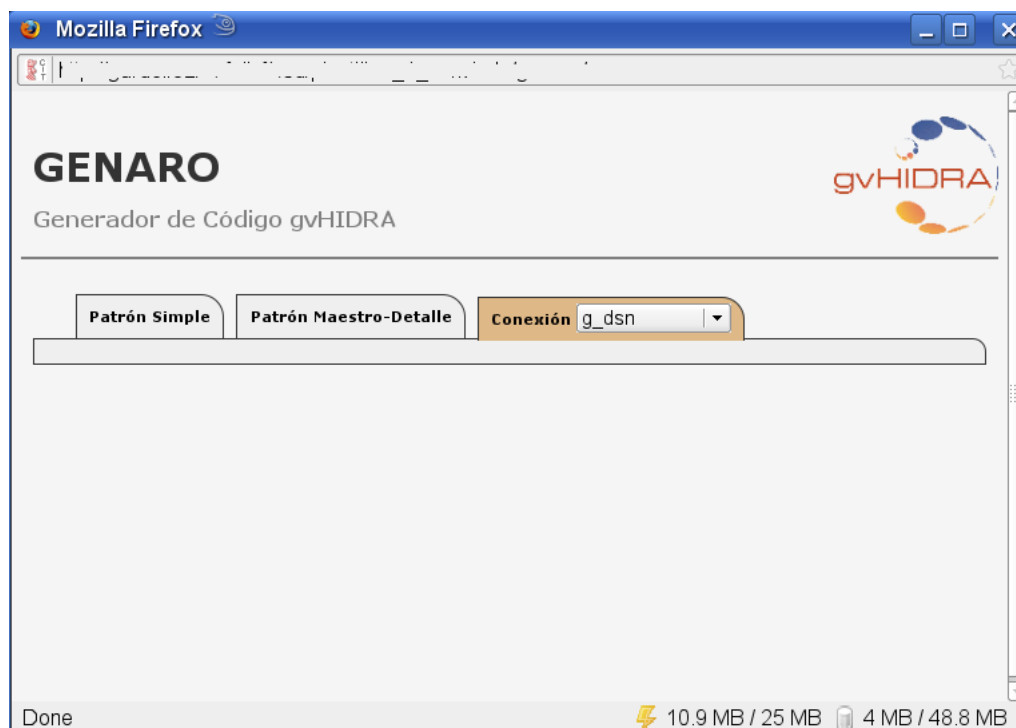 Mozilla Firefox
GENARO
gvHIDRA
Generador de Código gvHIDRA
Patrón Simple
Patrón Maestro-Detalle
Conexión g_dsn
Done
10.9 MB / 25 MB
4 MB / 48.8 MB